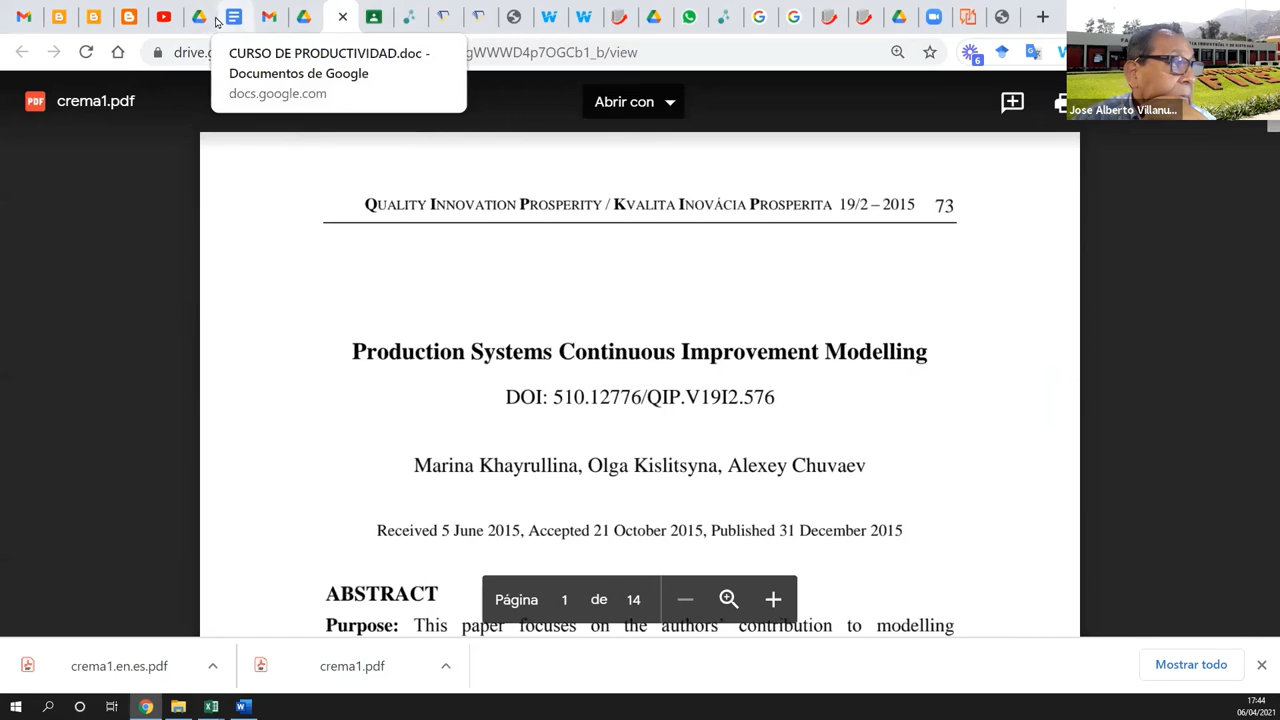 CURSO DE PRODUCTIVIDAD.doc -
Documentos de Google
docs.google.com
drive.g
gWWWD4p7OGCb1_b/view
6
PDF
crema1.pdf
Abrir con
Jose Alberto Villanu...
QUALITY INNOVATION PROSPERITY / KVALITA INOVÁCIA PROSPERITA 19/2 – 2015 73
Production Systems Continuous Improvement Modelling
DOI: 510.12776/QIP.V19I2.576
Marina Khayrullina, Olga Kislitsyna, Alexey Chuvaev
Received 5 June 2015, Accepted 21 October 2015, Published 31 December 2015
ABSTRACT
Purpose: This paper focuses on the authors' contribution to modelling
Página 1 de 14
crema1.en.es.pdf
crema1.pdf
Mostrar todo
17:44
06/04/2021